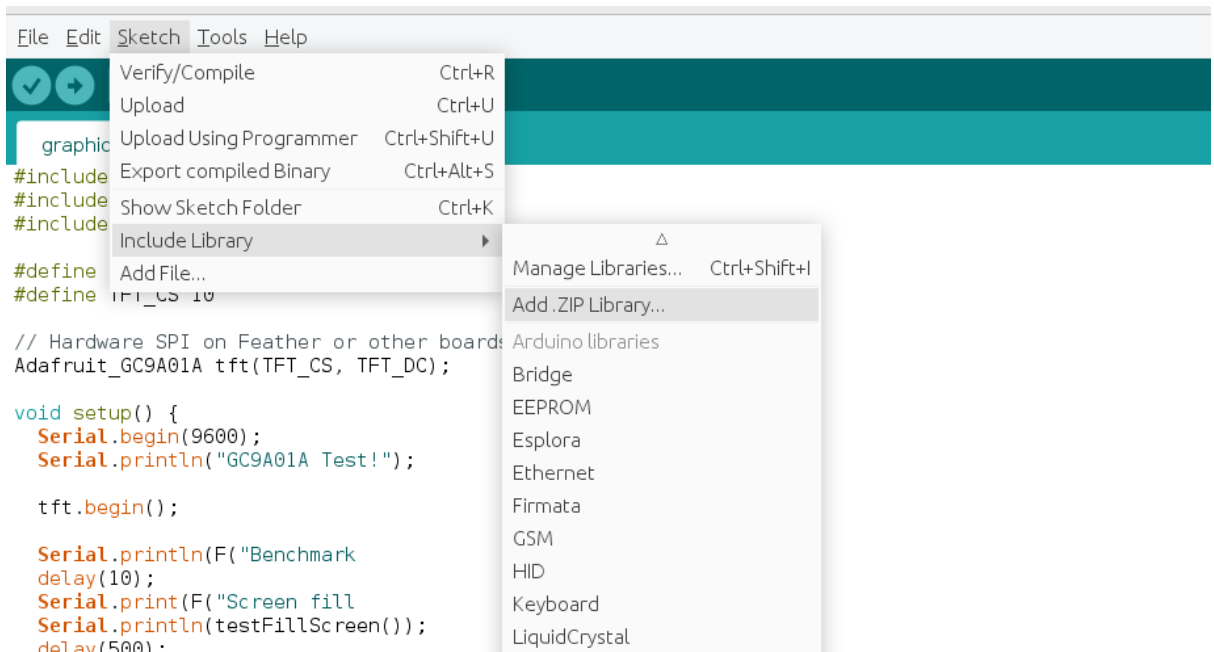 File Edit Sketch Tools Help
Verify/Compile Ctrl+R
Upload Ctrl+U
Upload Using Programmer Ctrl+Shift+U
Export compiled Binary Ctrl+Alt+S
Show Sketch Folder Ctrl+K
Include Library
Add File...
Manage Libraries... Ctrl+Shift+I
Add .ZIP Library...
Arduino libraries
Bridge
EEPROM
Esplora
Ethernet
Firmata
GSM
HID
Keyboard
LiquidCrystal
graphic
#include
#include
#include
#define
#define TFT_CS 10
// Hardware SPI on Feather or other boards
Adafruit_GC9A01A tft(TFT_CS, TFT_DC);
void setup() {
Serial.begin(9600);
Serial.println("GC9A01A Test!");
tft.begin();
Serial.println(F("Benchmark
delay(10);
Serial.print(F("Screen fill
Serial.println(testFillScreen());
delay(500);